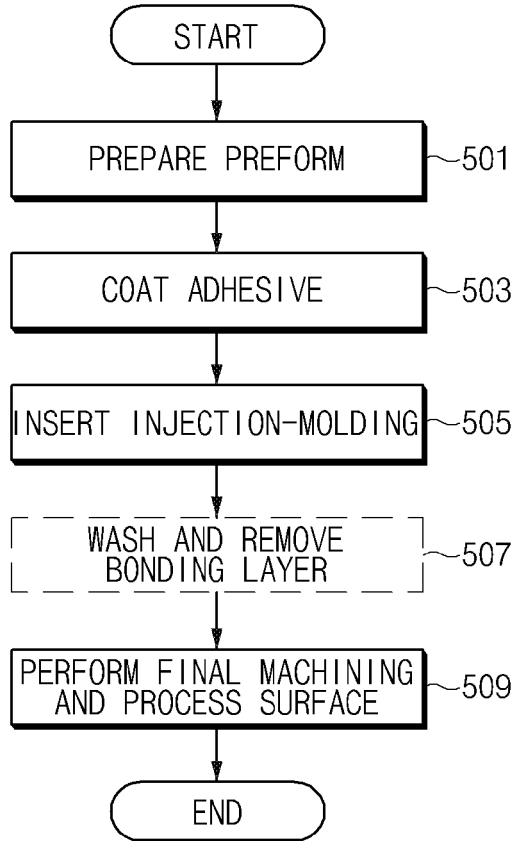 START
PREPARE PREFORM
501
COAT ADHESIVE
503
INSERT INJECTION-MOLDING
505
WASH AND REMOVE
BONDING LAYER
507
PERFORM FINAL MACHINING
AND PROCESS SURFACE
509
END